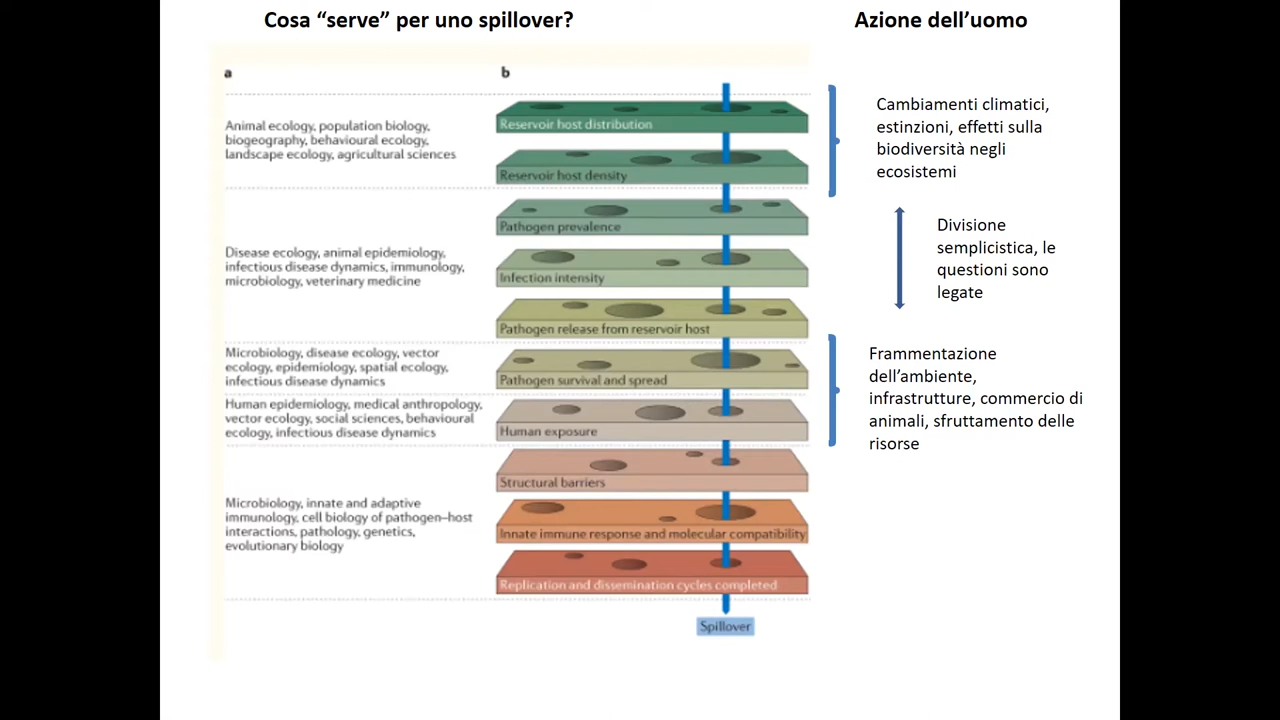 Cosa “serve” per uno spillover?
Azione dell’uomo
a
b
Animal ecology, population biology,
biogeography, behavioural ecology,
landscape ecology, agricultural sciences
Reservoir host distribution
Reservoir host density
Cambiamenti climatici,
estinzioni, effetti sulla
biodiversità negli
ecosistemi
Disease ecology, animal epidemiology,
infectious disease dynamics, immunology,
microbiology, veterinary medicine
Pathogen prevalence
Infection intensity
Pathogen release from reservoir host
Divisione
semplicistica, le
questioni sono
legate
Microbiology, disease ecology, vector
ecology, epidemiology, spatial ecology,
infectious disease dynamics
Pathogen survival and spread
Human epidemiology, medical anthropology,
vector ecology, social sciences, behavioural
ecology, infectious disease dynamics
Human exposure
Frammentazione
dell’ambiente,
infrastrutture, commercio di
animali, sfruttamento delle
risorse
Microbiology, innate and adaptive
immunology, cell biology of pathogen–host
interactions, pathology, genetics,
evolutionary biology
Structural barriers
Innate immune response and molecular compatibility
Replication and dissemination cycles completed
Spillover